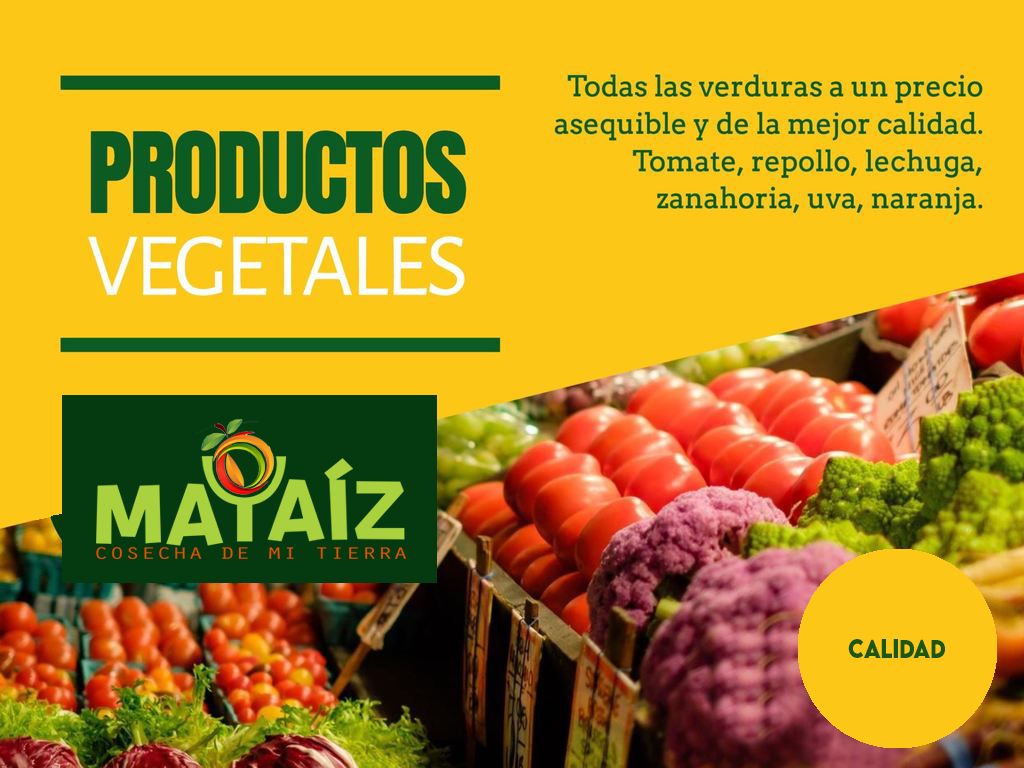 PRODUCTOS
VEGETALES
Todas las verduras a un precio
asequible y de la mejor calidad.
Tomate, repollo, lechuga,
zanahoria, uva, naranja.
MAYAÍZ
COSECHA DE MI TIERRA
CALIDAD